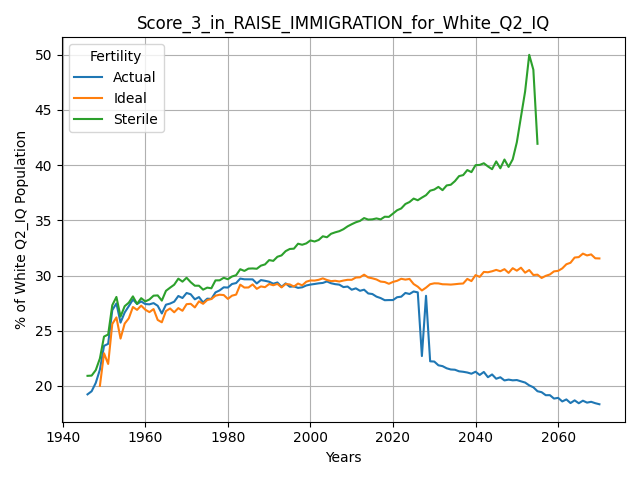 Score_3_in_RAISE_IMMIGRATION_for_White_Q2_IQ
Fertility
Actual
Ideal
Sterile
% of White Q2_IQ Population
50
45
40
35
30
25
20
1940
1960
1980
2000
2020
2040
2060
Years